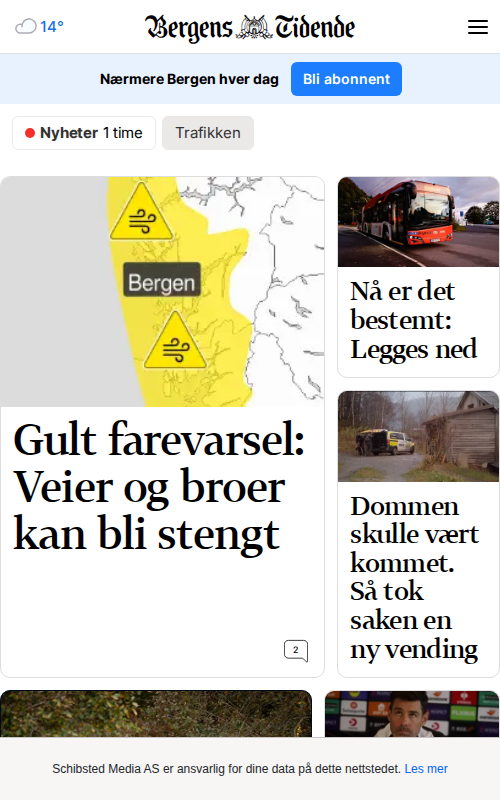 14°
Bergens Tidende
Nærmere Bergen hver dag
Bli abonnent
Nyheter 1 time
Trafikken
Bergen
Gult farevarsel:
Veier og broer
kan bli stengt
2
Nå er det
bestemt:
Legges ned
Dommen
skulle vært
kommet.
Så tok
saken en
ny vending
Schibsted Media AS er ansvarlig for dine data på dette nettstedet. Les mer